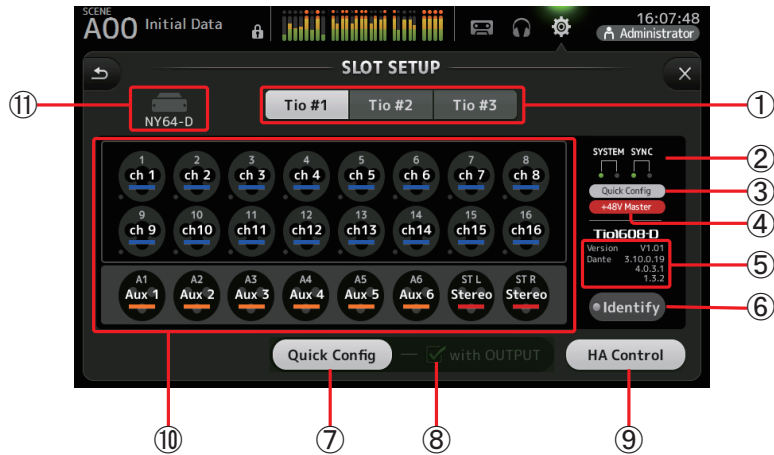 SCENE
A00 Initial Data
16:07:48
Administrator
SLOT SETUP
⑪
NY64-D
Tio #1 Tio #2 Tio #3
①
1 2 3 4 5 6 7 8
ch 1 ch 2 ch 3 ch 4 ch 5 ch 6 ch 7 ch 8
9 10 11 12 13 14 15 16
ch 9 ch10 ch11 ch12 ch13 ch14 ch15 ch16
A1 A2 A3 A4 A5 A6 ST L ST R
Aux 1 Aux 2 Aux 3 Aux 4 Aux 5 Aux 6 Stereo Stereo
SYSTEM SYNC
②
Quick Config
③
+48V Master
④
Tio1608-D
Version V1.01
Dante 3.10.0.19
4.0.3.1
1.3.2
⑤
Identify
⑥
Quick Config
with OUTPUT
HA Control
⑩ ⑦ ⑧ ⑨